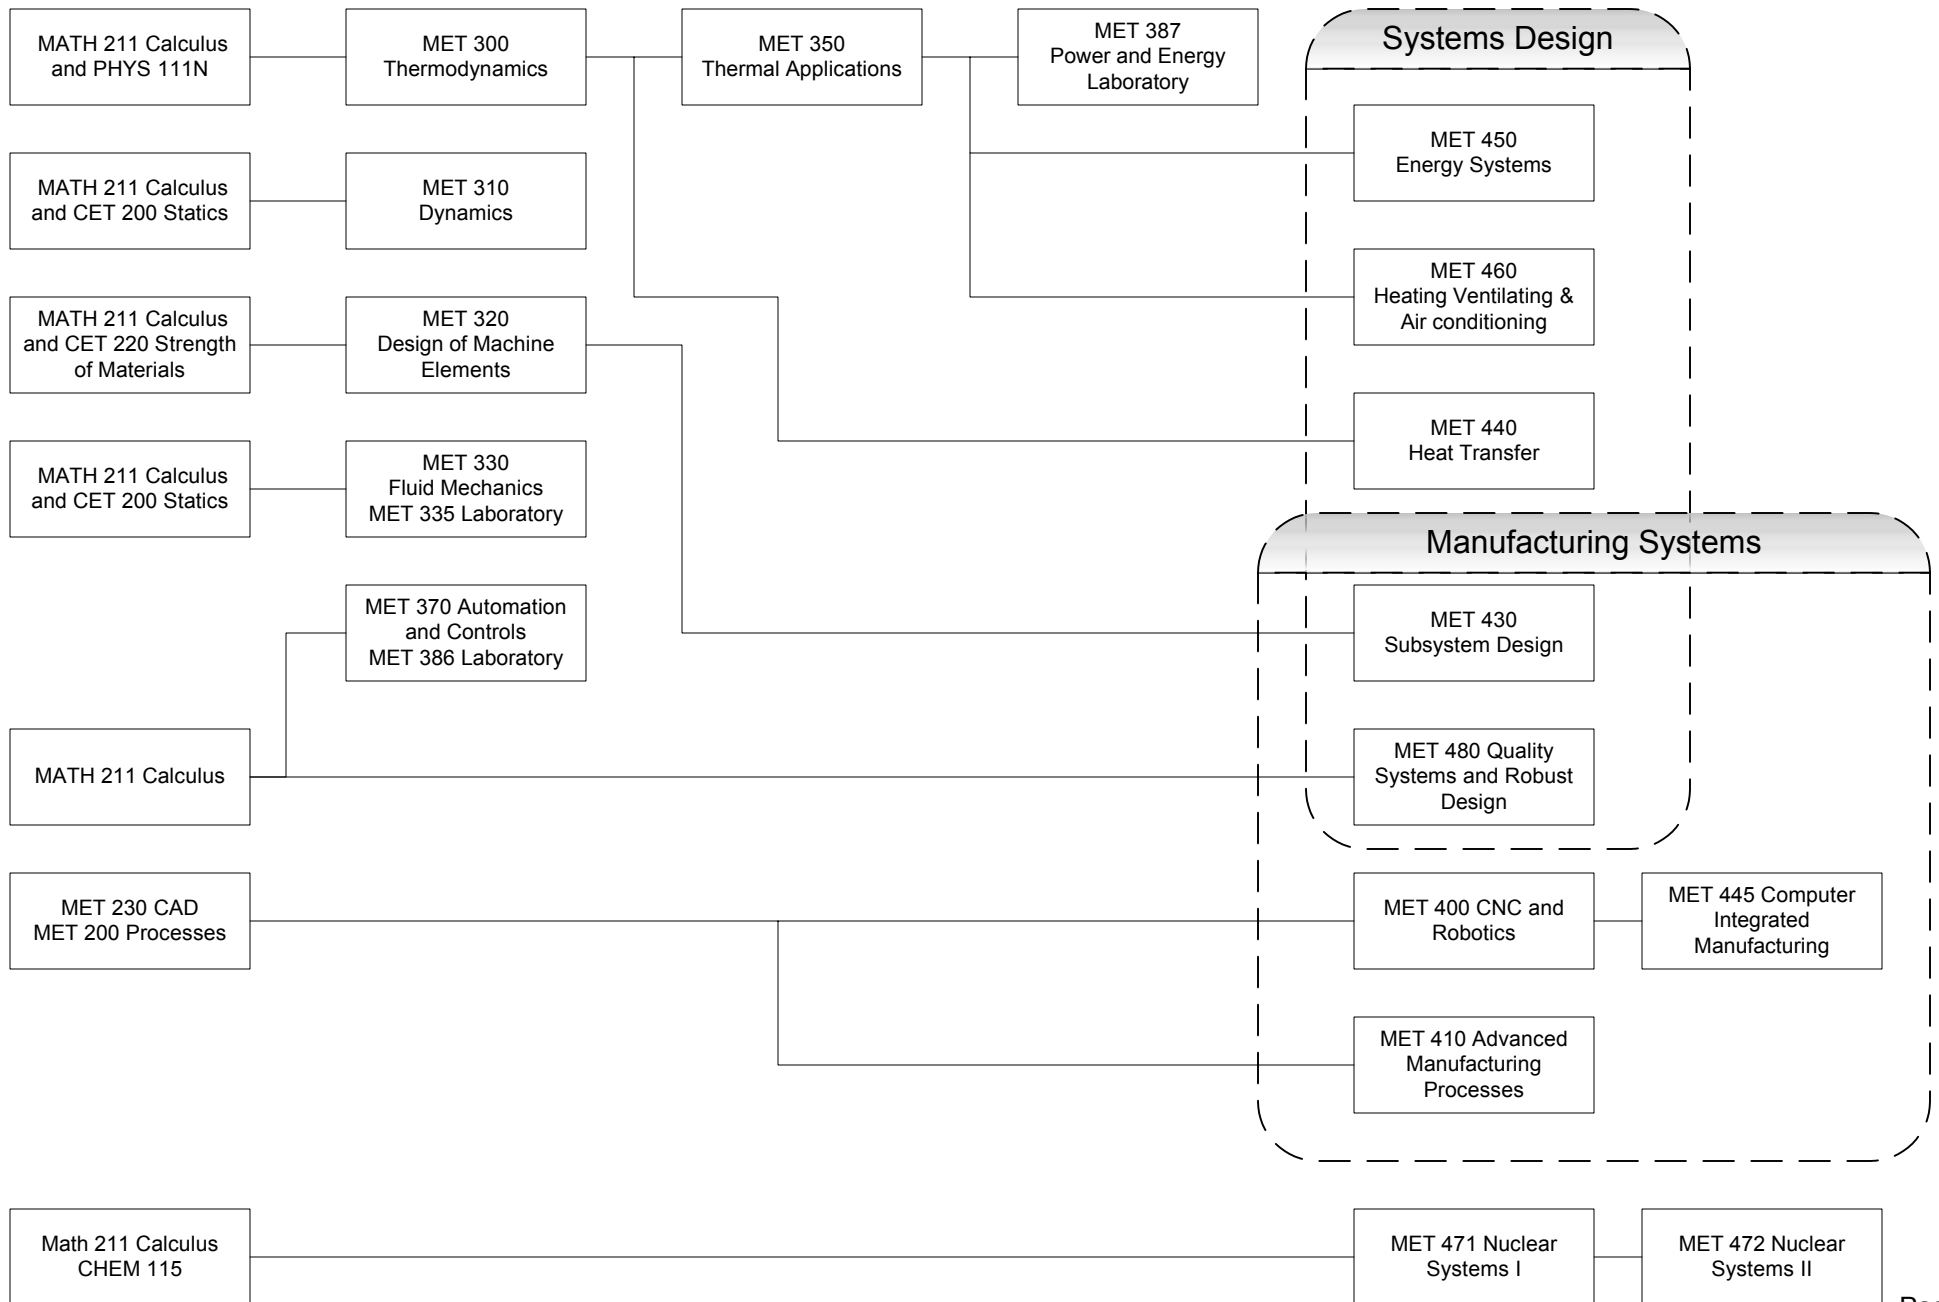 MATH 211 Calculus
and PHYS 111N
MET 300
Thermodynamics
MET 350
Thermal Applications
MET 387
Power and Energy
Laboratory
Systems Design
MET 450
Energy Systems
MATH 211 Calculus
and CET 200 Statics
MET 310
Dynamics
MET 460
Heating Ventilating &
Air conditioning
MATH 211 Calculus
and CET 220 Strength
of Materials
MET 320
Design of Machine
Elements
MET 440
Heat Transfer
MATH 211 Calculus
and CET 200 Statics
MET 330
Fluid Mechanics
MET 335 Laboratory
Manufacturing Systems
MET 370 Automation
and Controls
MET 386 Laboratory
MET 430
Subsystem Design
MATH 211 Calculus
MET 480 Quality
Systems and Robust
Design
MET 230 CAD
MET 200 Processes
MET 400 CNC and
Robotics
MET 445 Computer
Integrated
Manufacturing
MET 410 Advanced
Manufacturing
Processes
Math 211 Calculus
CHEM 115
MET 471 Nuclear
Systems I
MET 472 Nuclear
Systems II